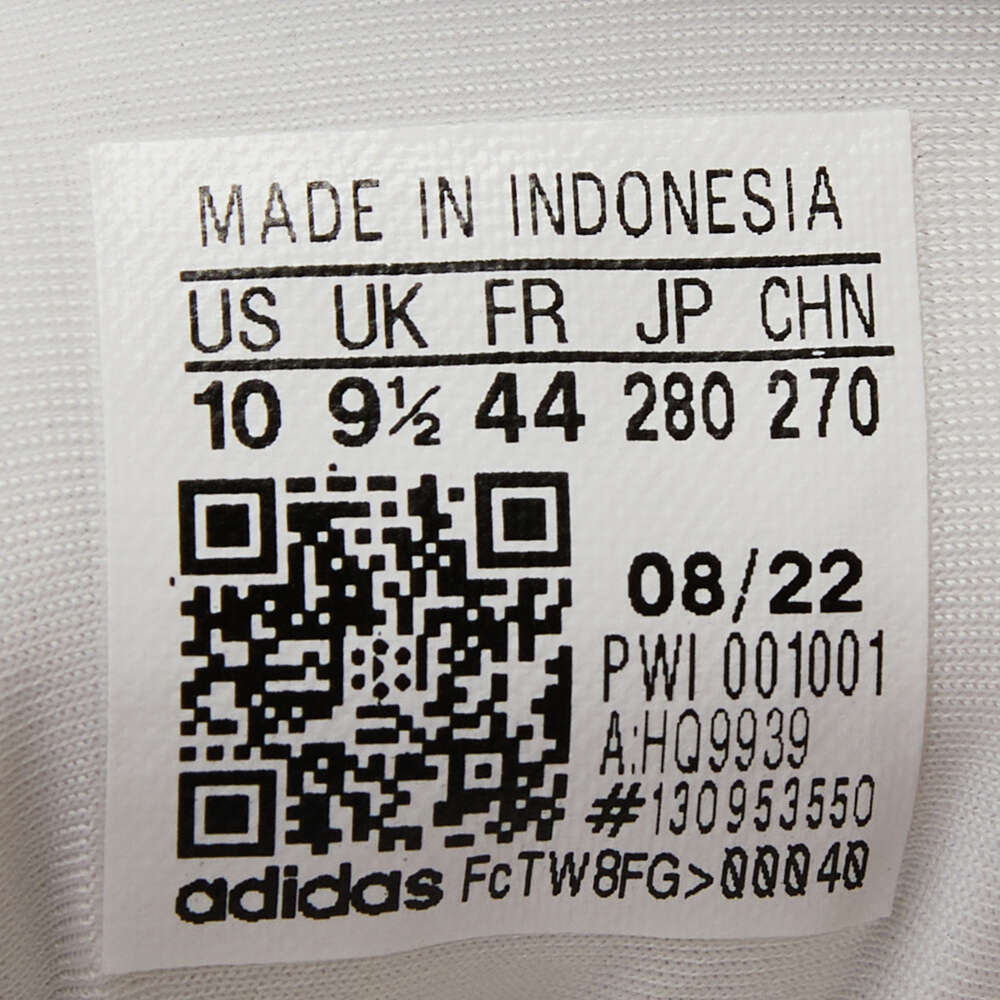 MADE IN INDONESIA
US UK FR JP CHN
10 9½ 44 280 270
08/22
PWI 001001
A:HQ9939
#130953550
adidas FcTW8FG>00040